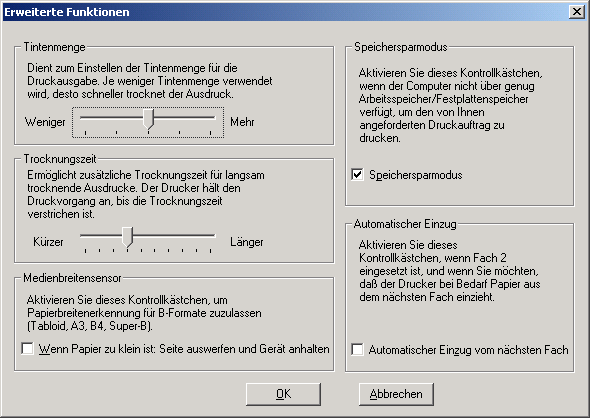 Erweiterte Funktionen
Tintenmenge
Dient zum Einstellen der Tintenmenge für die
Druckausgabe. Je weniger Tintenmenge verwendet
wird, desto schneller trocknet der Ausdruck.
Weniger
Mehr
Trocknungszeit
Ermöglicht zusätzliche Trocknungszeit für langsam
trocknende Ausdrucke. Der Drucker hält den
Druckvorgang an, bis die Trocknungszeit
verstrichen ist.
Kürzer
Länger
Medienbreitensensor
Aktivieren Sie dieses Kontrollkästchen, um
Papierbreitenerkennung für B-Formate zuzulassen
(Tabloid, A3, B4, Super-B).
Wenn Papier zu klein ist: Seite auswerfen und Gerät anhalten
Speichersparmodus
Aktivieren Sie dieses Kontrollkästchen,
wenn der Computer nicht über genug
Arbeitsspeicher/Festplattenspeicher
verfügt, um den von Ihnen
angeforderten Druckauftrag zu
drucken.
Speichersparmodus
Automatischer Einzug
Aktivieren Sie dieses
Kontrollkästchen, wenn Fach 2
eingesetzt ist, und wenn Sie möchten,
daß der Drucker bei Bedarf Papier aus
dem nächsten Fach einzieht.
Automatischer Einzug vom nächsten Fach
OK
Abbrechen